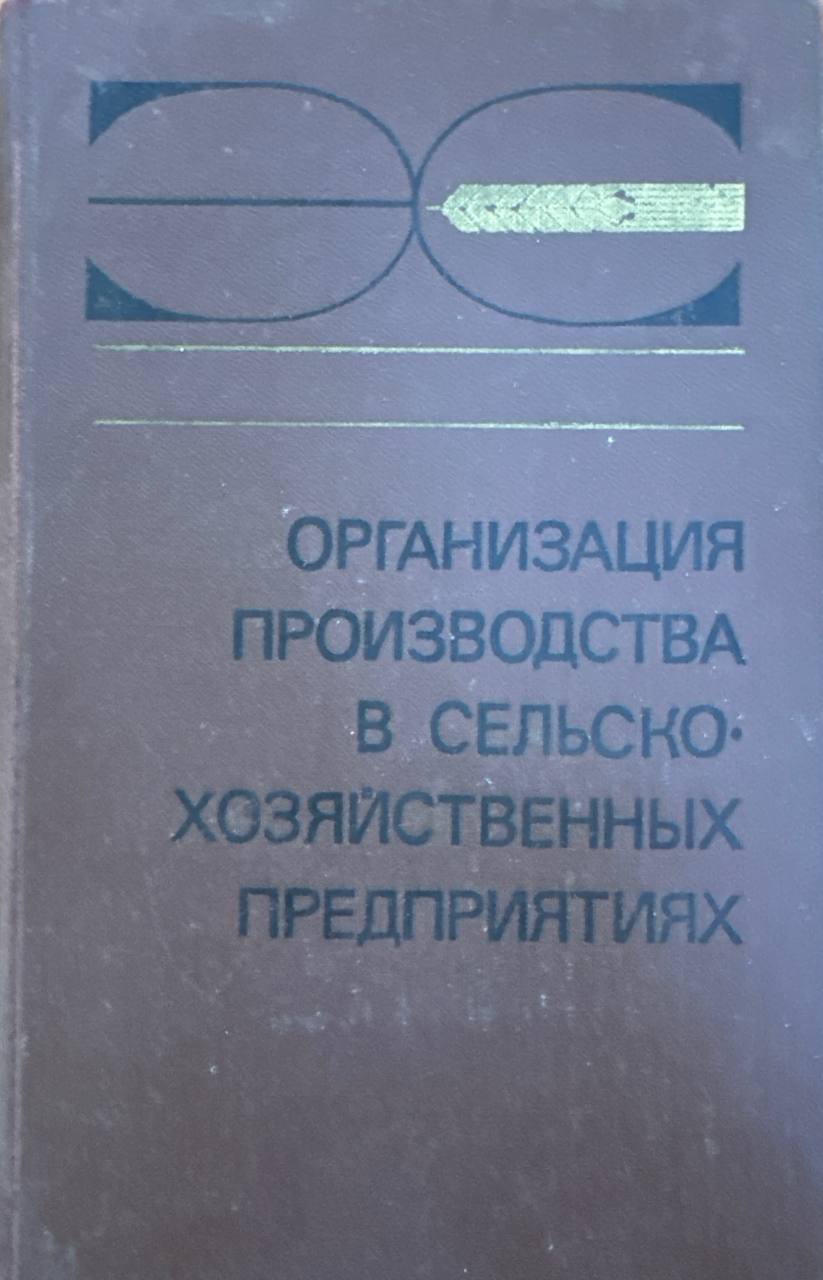 ОРГАНИЗАЦИЯ
ПРОИЗВОДСТВА
В СЕЛЬСКО-
ХОЗЯЙСТВЕННЫХ
ПРЕДПРИЯТИЯХ